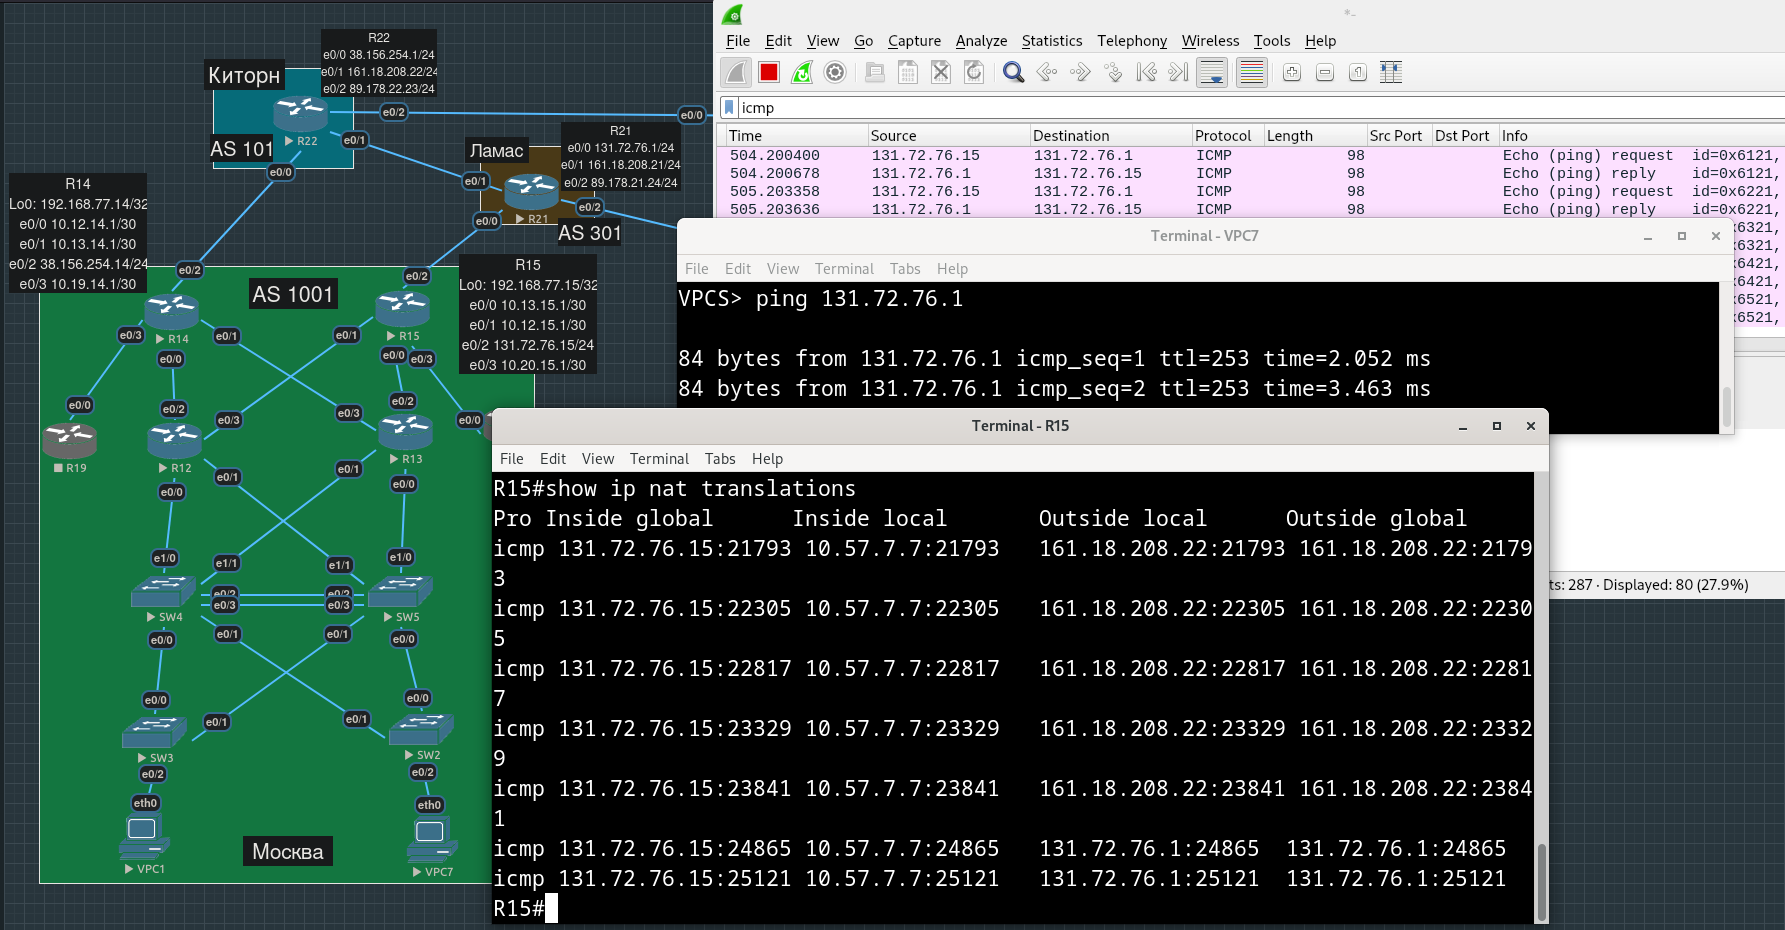 R22
e0/0 38.156.254.1/24
e0/1 161.18.208.22/24
e0/2 89.178.22.23/24
Киторн
AS 101
R22
e0/2
e0/1
e0/0
e0/0
R21
e0/0 131.72.76.1/24
e0/1 161.18.208.21/24
e0/2 89.178.21.24/24
Ламас
e0/1
R21
e0/2
e0/0
AS 301
R14
Lo0: 192.168.77.14/32
e0/0 10.12.14.1/30
e0/1 10.13.14.1/30
e0/2 38.156.254.14/24
e0/3 10.19.14.1/30
R15
Lo0: 192.168.77.15/32
e0/0 10.13.15.1/30
e0/1 10.12.15.1/30
e0/2 131.72.76.15/24
e0/3 10.20.15.1/30
AS 1001
e0/2
e0/2
R14
R15
e0/3
e0/1
e0/1
e0/0
e0/0
e0/3
e0/0
e0/2
e0/3
e0/3
e0/2
e0/0
R19
R12
R13
e0/1
e0/1
e0/0
e0/0
e1/0
e1/1
e1/1
e1/0
e0/2
e0/2
e0/3
e0/3
SW4
SW5
e0/0
e0/1
e0/1
e0/0
e0/0
e0/1
e0/1
e0/0
SW3
SW2
e0/2
e0/2
eth0
eth0
VPC1
VPC7
Москва
*-
File Edit View Go Capture Analyze Statistics Telephony Wireless Tools Help
icmp
Time Source Destination Protocol Length Src Port Dst Port Info
504.200400 131.72.76.15 131.72.76.1 ICMP 98 Echo (ping) request id=0x6121,
504.200678 131.72.76.1 131.72.76.15 ICMP 98 Echo (ping) reply id=0x6121,
505.203358 131.72.76.15 131.72.76.1 ICMP 98 Echo (ping) request id=0x6221,
505.203636 131.72.76.1 131.72.76.15 ICMP 98 Echo (ping) reply id=0x6221,
x6321,
x6321,
x6421,
x6421,
x6521,
x6521,
ts: 287 · Displayed: 80 (27.9%)
Terminal - VPC7
File Edit View Terminal Tabs Help
VPCS> ping 131.72.76.1
84 bytes from 131.72.76.1 icmp_seq=1 ttl=253 time=2.052 ms
84 bytes from 131.72.76.1 icmp_seq=2 ttl=253 time=3.463 ms
Terminal - R15
File Edit View Terminal Tabs Help
R15#show ip nat translations
Pro Inside global Inside local Outside local Outside global
icmp 131.72.76.15:21793 10.57.7.7:21793 161.18.208.22:21793 161.18.208.22:2179
3
icmp 131.72.76.15:22305 10.57.7.7:22305 161.18.208.22:22305 161.18.208.22:2230
5
icmp 131.72.76.15:22817 10.57.7.7:22817 161.18.208.22:22817 161.18.208.22:2281
7
icmp 131.72.76.15:23329 10.57.7.7:23329 161.18.208.22:23329 161.18.208.22:2332
9
icmp 131.72.76.15:23841 10.57.7.7:23841 161.18.208.22:23841 161.18.208.22:2384
1
icmp 131.72.76.15:24865 10.57.7.7:24865 131.72.76.1:24865 131.72.76.1:24865
icmp 131.72.76.15:25121 10.57.7.7:25121 131.72.76.1:25121 131.72.76.1:25121
R15#